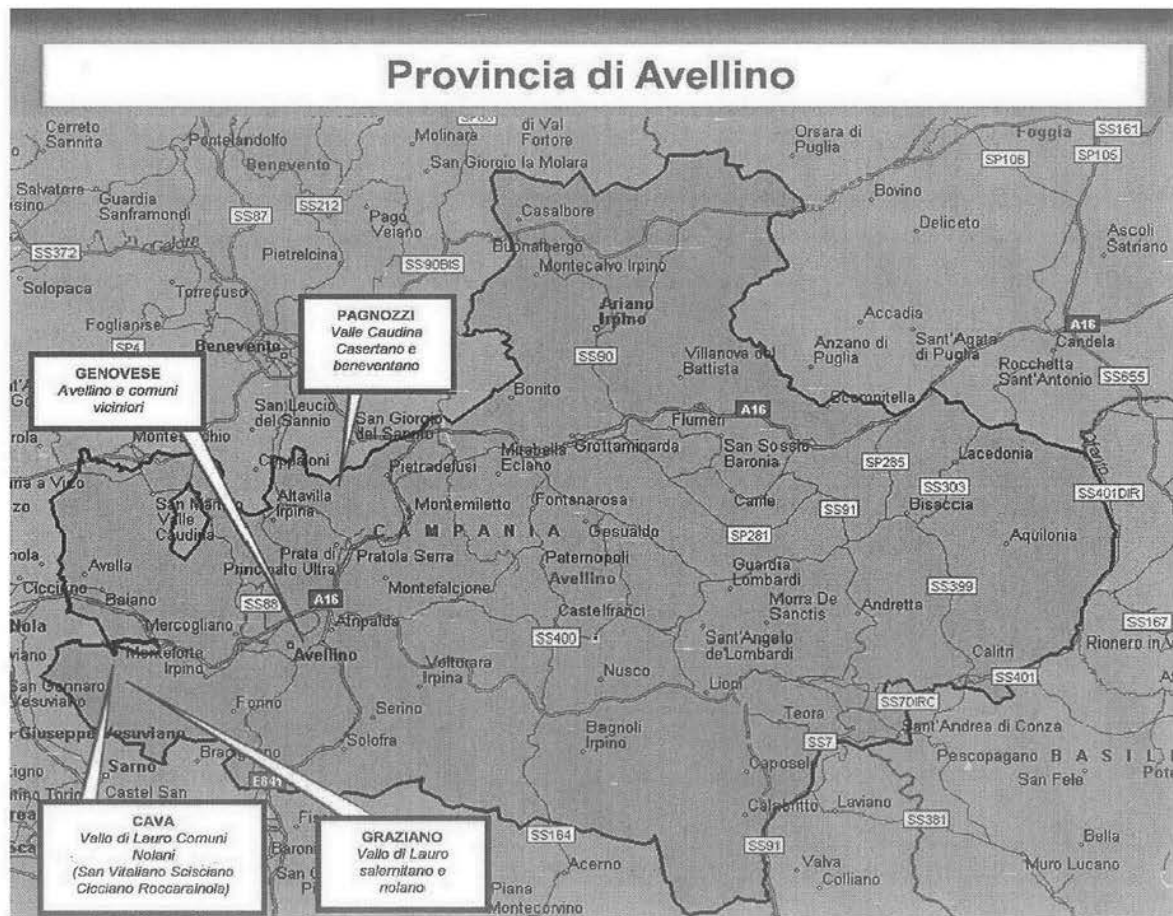 Provincia di Avellino
Cerreto
Sannita
Pontelandolfo
Molinara
di Val
Fortore
Orsara di
Puglia
Foggia
SS161
SP106
SP105
Benevento
San Giorgio la Molara
Salvatore
Guardia
Sanframondi
SS212
SS87
Pago
Veiano
Casalbore
Bovino
Deliceto
Ascoli
Satriano
SS372
Calore
Pietrelcina
SS90BIS
Buonalbergo
Montecalvo Irpino
Solopaca
Torrecuso
PAGNOZZI
Valle Caudina
Casertano e
beneventano
Ariano
Irpino
Accadia
A16
Candela
Foglianise
SP4
Benevento
SS90
Villanova del
Battista
Anzano di
Puglia
Sant'Agata
di Puglia
Rocchetta
Sant'Antonio
SS655
GENOVESE
Avellino e comuni
viciniori
Bonito
Scampitella
San Leucio
del Sannio
San Giorgio
del Sannio
A16
Flumeri
Grottaminarda
San Sossio
Baronia
Mirabella
Eclano
Ceppaloni
Pietradefusi
SP285
Lacedonia
Ofanto
SS401DIR
Altavilla
Irpina
Montemiletto
Fontanarosa
Carife
SS303
SS91
Bisaccia
San Martino
Valle
Caudina
CAMPANIA
Gesualdo
SP281
Aquilonia
Prata di
Principato Ultra
Pratola Serra
Paternopoli
Avellino
Guardia
Lombardi
Avella
Cicciano
Baiano
Montefalcione
SS399
Morra De
Sanctis
Andretta
SS88
A16
Castelfranci
SS167
Nola
Mercogliano
Atripalda
SS400
Sant'Angelo
de'Lombardi
Rionero in V
Avellino
Monteforte
Irpino
Volturara
Irpina
Nusco
Lioni
Calitri
SS401
San Gennaro
Vesuviano
Forino
Serino
SS7DIRC
Teora
Sant'Andrea di Conza
Giuseppe Vesuviano
Solofra
Bagnoli
Irpino
SS7
Pescopagano
BASILI
Sarno
Bracigliano
E841
Caposele
San Fele
Castel San
Calabritto
Laviano
CAVA
Vallo di Lauro Comuni
Nolani
(San Vitaliano Scisciano
Cicciano Roccarainola)
GRAZIANO
Vallo di Lauro
salernitano e
nolano
SS164
SS91
SS381
Bella
Acerno
Valva
Colliano
Muro Lucano
Piana
Montecorvino